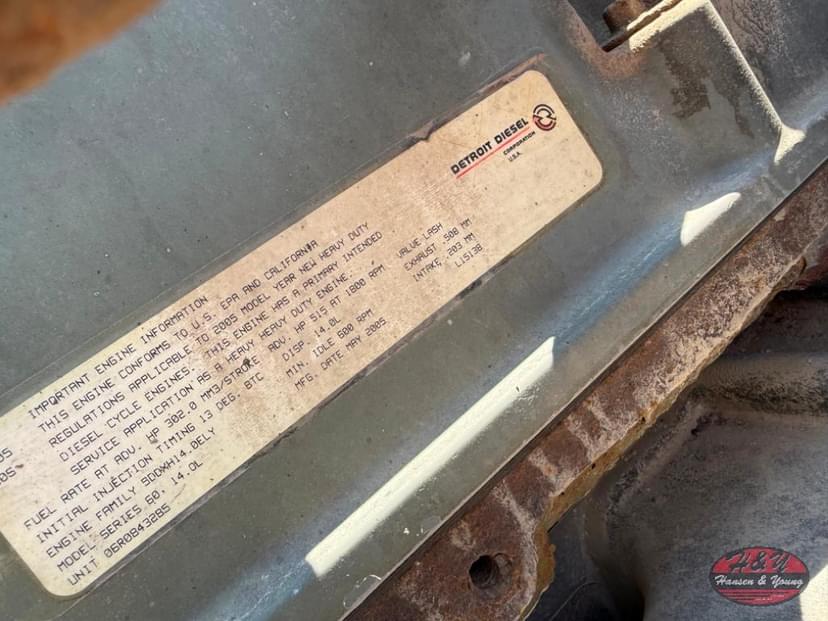 DETROIT DIESEL
CORPORATION
U.S.A.
IMPORTANT ENGINE INFORMATION
THIS ENGINE CONFORMS TO U.S. EPA AND CALIFORNIA
REGULATIONS APPLICABLE TO 2005 MODEL YEAR NEW HEAVY DUTY
DIESEL CYCLE ENGINES. THIS ENGINE HAS A PRIMARY INTENDED
SERVICE APPLICATION AS A HEAVY HEAVY DUTY ENGINE.
FUEL RATE AT ADV. HP 302.0 MM3/STROKE ADV. HP 515 AT 1800 RPM
INITIAL INJECTION TIMING 13 DEG. BTC DISP. 14.0L
ENGINE FAMILY 5DDXH14.0ELY MIN. IDLE 600 RPM
MODEL SERIES 60, 14.0L MFG. DATE MAY 2005
UNIT 06R0843285
VALVE LASH
EXHAUST .508 MM
INTAKE .203 MM
L15138
H&Y
Hansen & Young